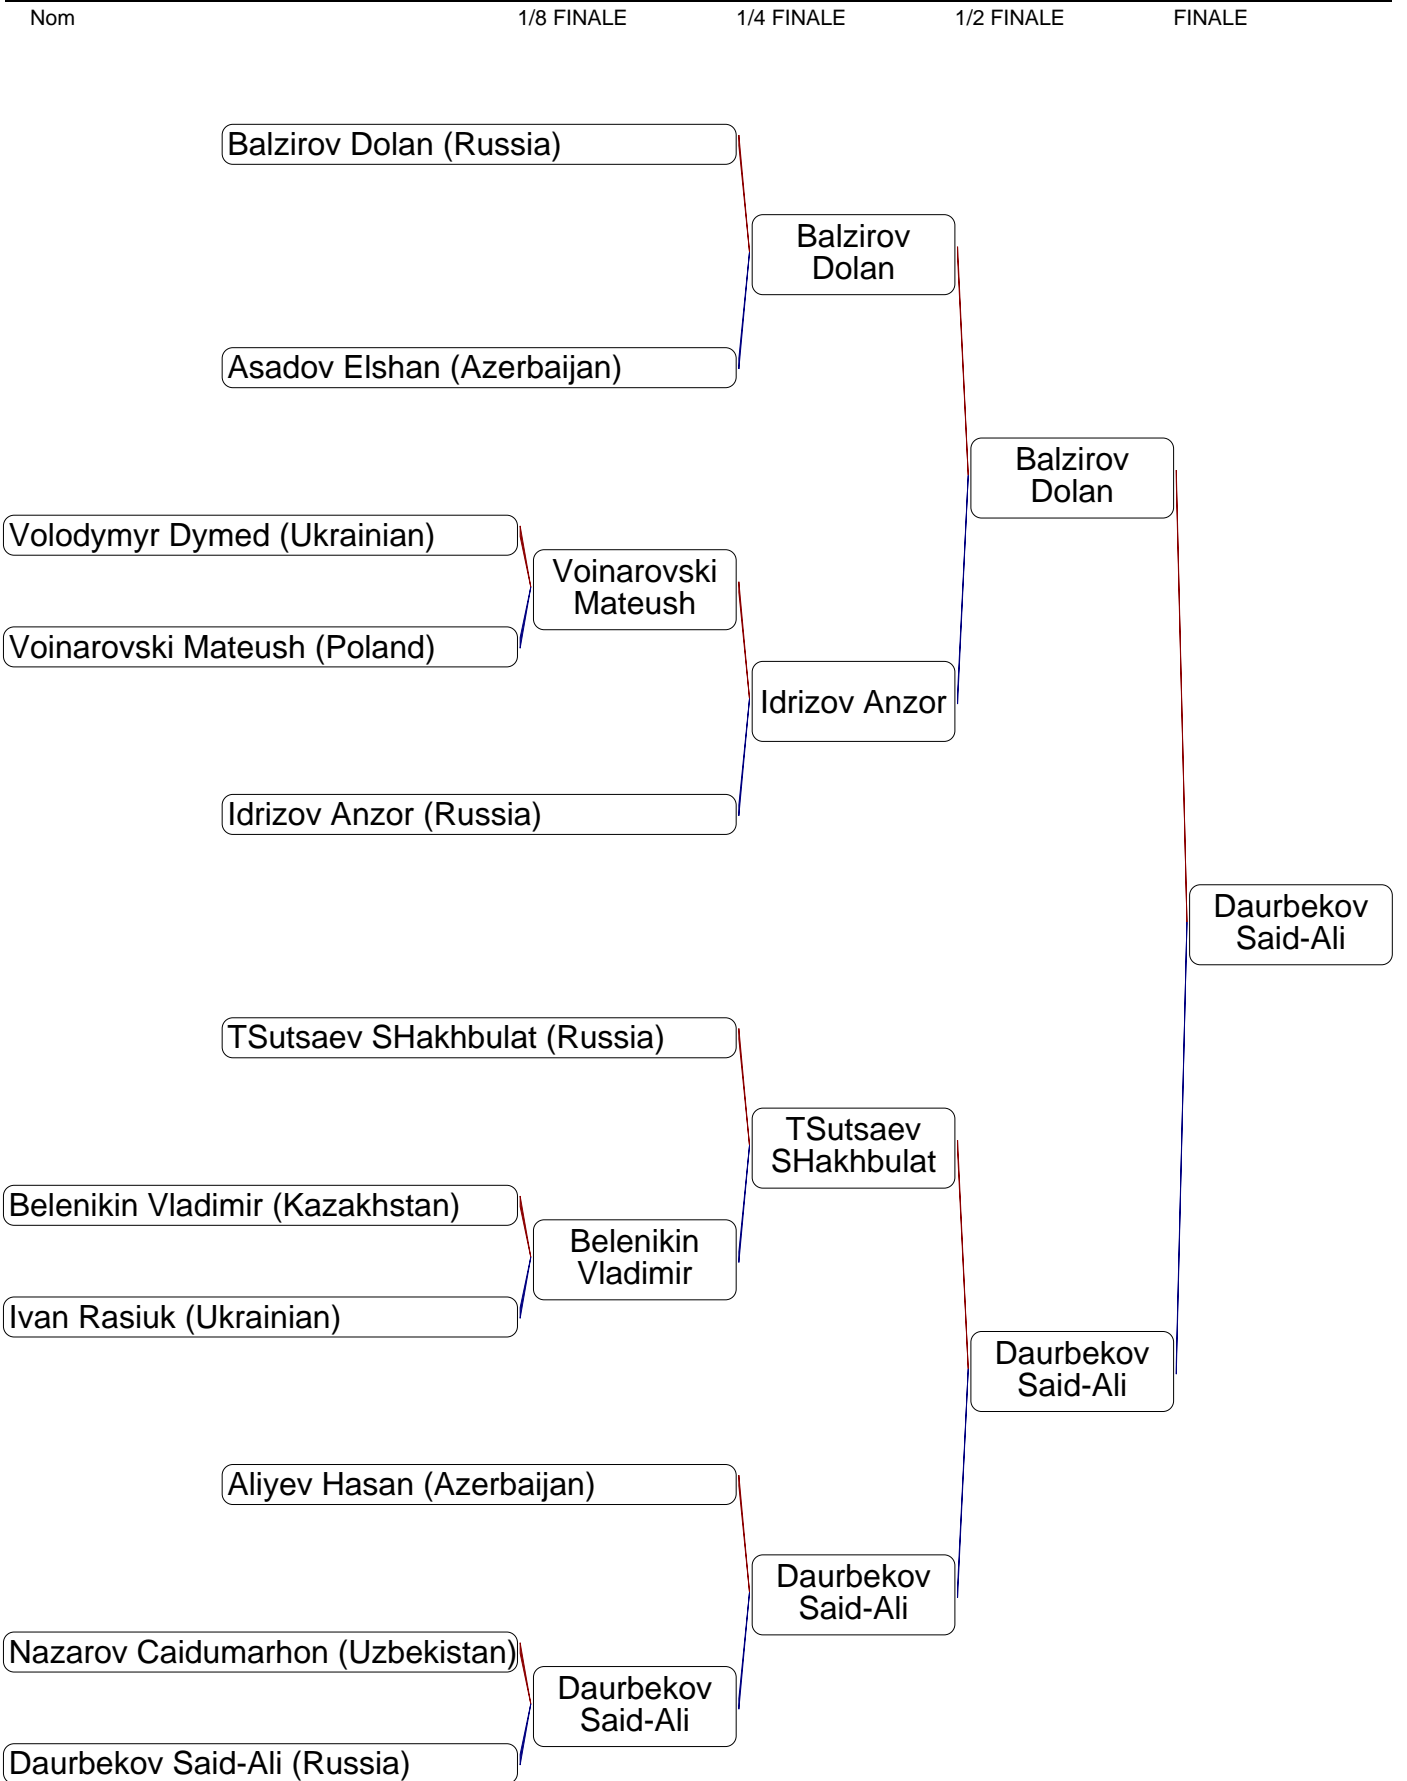 Nom 1/8 FINALE 1/4 FINALE 1/2 FINALE FINALE
Balzirov Dolan (Russia)
Balzirov
Dolan
Asadov Elshan (Azerbaijan)
Balzirov
Dolan
Volodymyr Dymed (Ukrainian)
Voinarovski
Mateush
Voinarovski Mateush (Poland)
Idrizov Anzor
Idrizov Anzor (Russia)
Daurbekov
Said-Ali
TSutsaev SHakhbulat (Russia)
TSutsaev
SHakhbulat
Belenikin Vladimir (Kazakhstan)
Belenikin
Vladimir
Ivan Rasiuk (Ukrainian)
Daurbekov
Said-Ali
Aliyev Hasan (Azerbaijan)
Daurbekov
Said-Ali
Nazarov Caidumarhon (Uzbekistan)
Daurbekov
Said-Ali
Daurbekov Said-Ali (Russia)